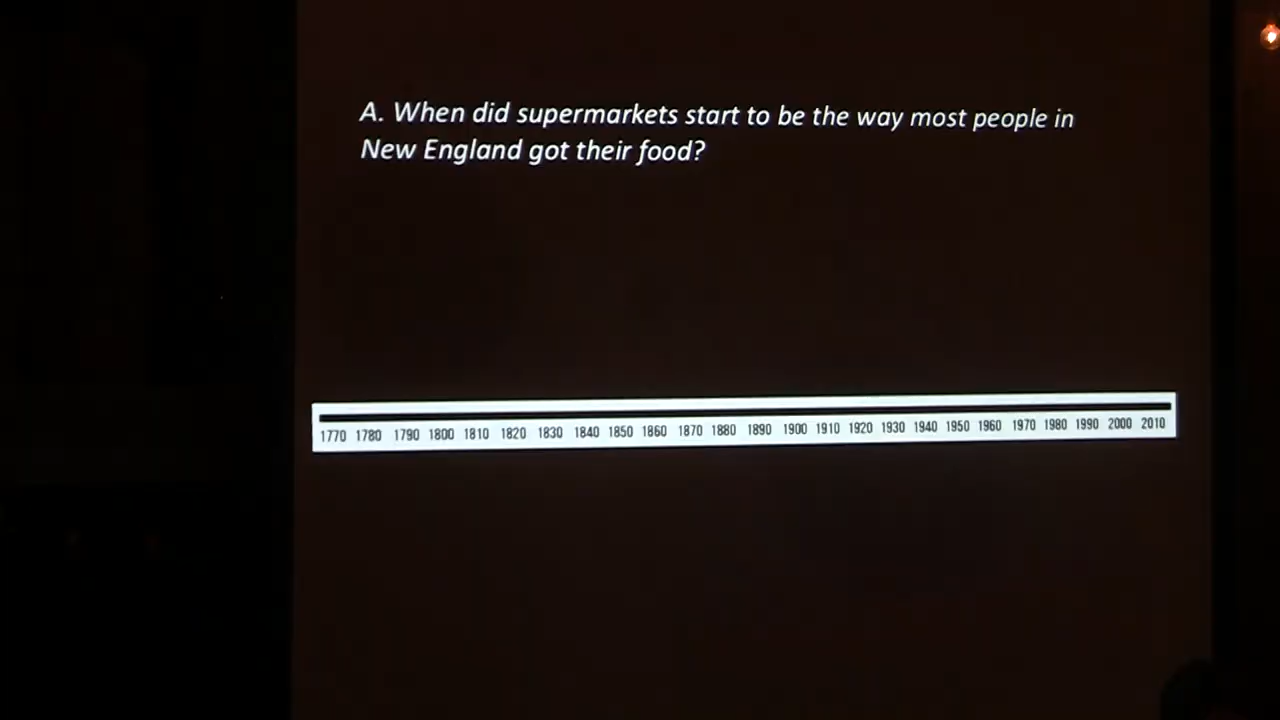 A. When did supermarkets start to be the way most people in
New England got their food?
1770 1780 1790 1800 1810 1820 1830 1840 1850 1860 1870 1880 1890 1900 1910 1920 1930 1940 1950 1960 1970 1980 1990 2000 2010